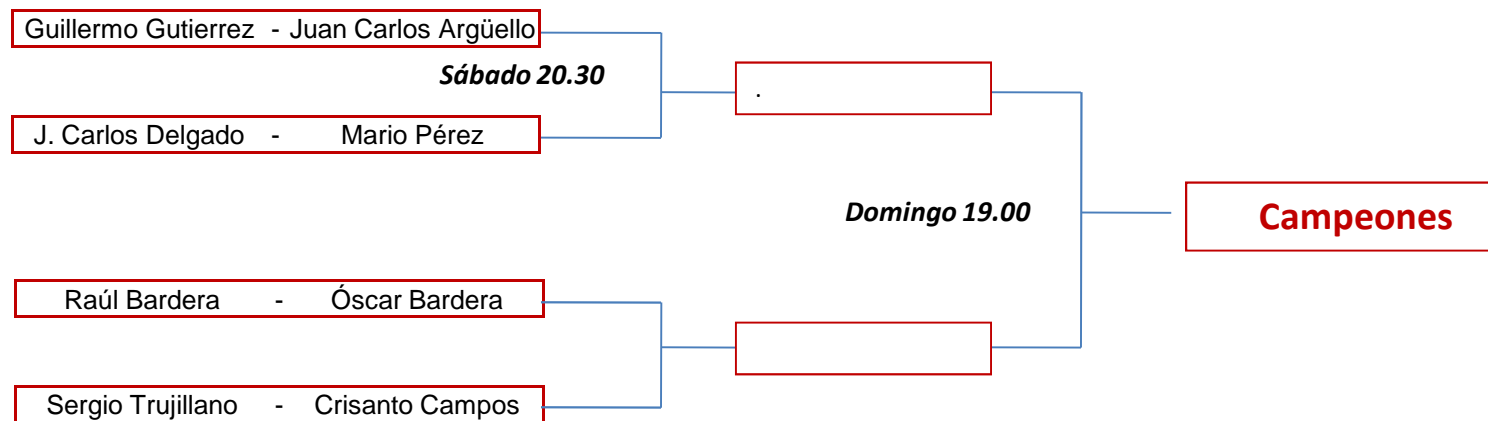 Guillermo Gutierrez - Juan Carlos Argüello
Sábado 20.30
.
J. Carlos Delgado - Mario Pérez
Domingo 19.00
Campeones
Raúl Bardera - Óscar Bardera
Sergio Trujillano - Crisanto Campos